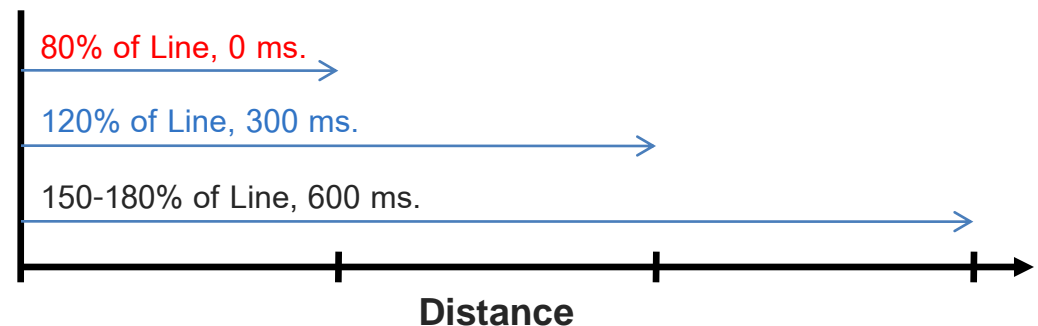 80% of Line, 0 ms.
120% of Line, 300 ms.
150-180% of Line, 600 ms.
Distance